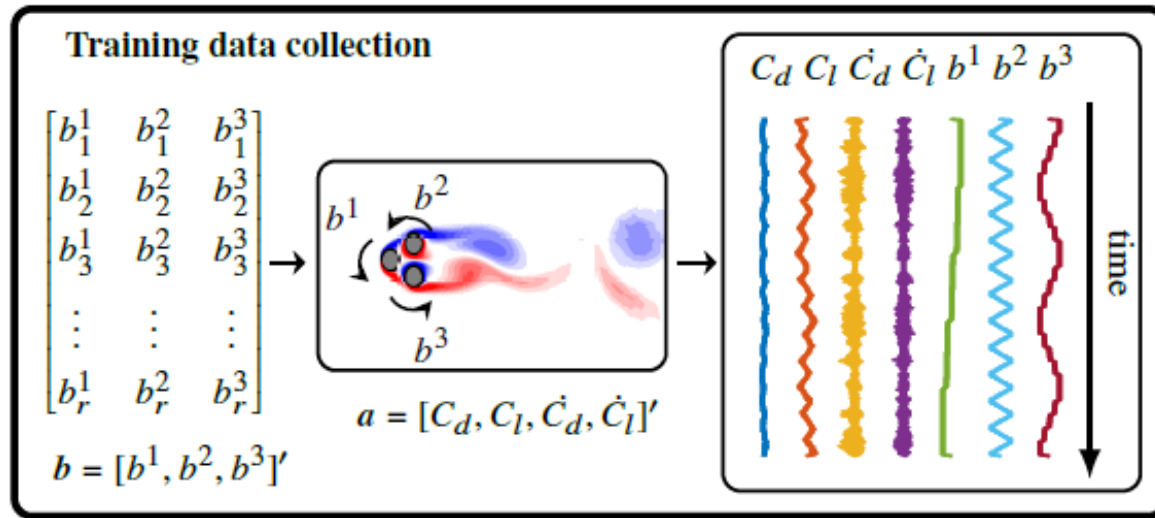 Training data collection
C_d C_l Ċ_d Ċ_l b^1 b^2 b^3
b_1^1 b_1^2 b_1^3
b_2^1 b_2^2 b_2^3
b_3^1 b_3^2 b_3^3
⋮ ⋮ ⋮
b_r^1 b_r^2 b_r^3
b = [b^1, b^2, b^3]′
b^1
b^2
b^3
a = [C_d, C_l, Ċ_d, Ċ_l]′
time